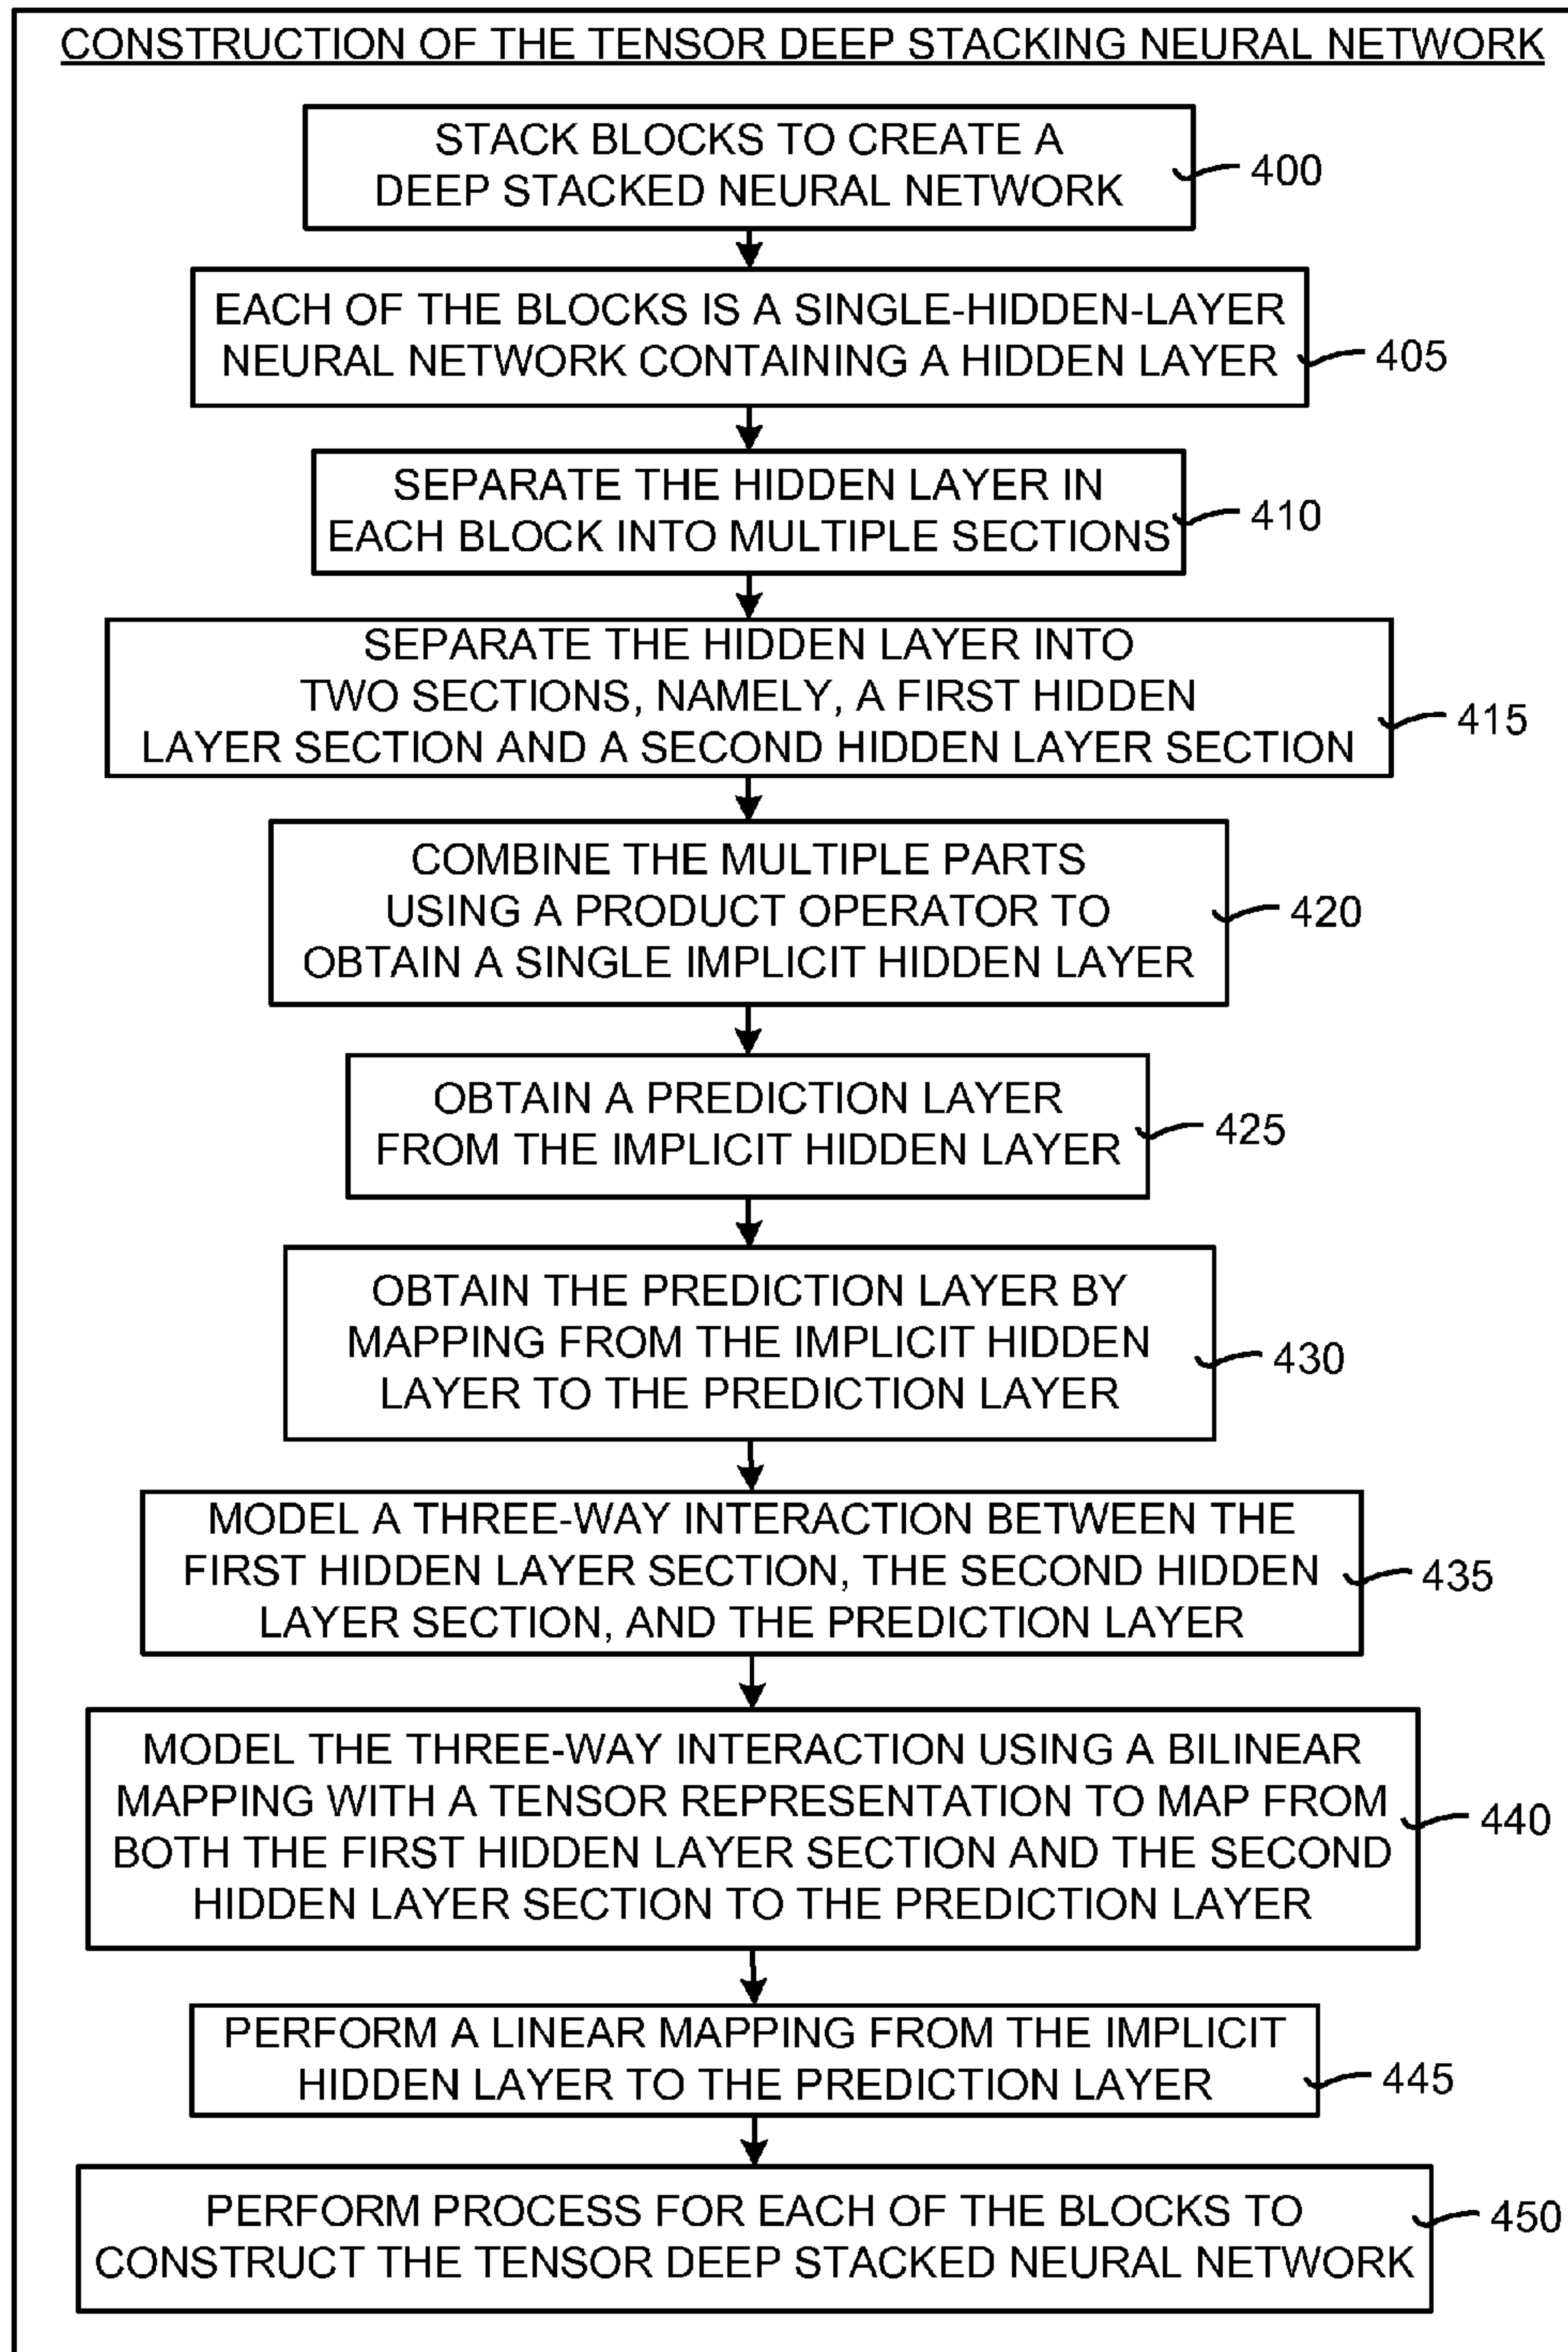 CONSTRUCTION OF THE TENSOR DEEP STACKING NEURAL NETWORK
STACK BLOCKS TO CREATE A
DEEP STACKED NEURAL NETWORK
400
EACH OF THE BLOCKS IS A SINGLE-HIDDEN-LAYER
NEURAL NETWORK CONTAINING A HIDDEN LAYER
405
SEPARATE THE HIDDEN LAYER IN
EACH BLOCK INTO MULTIPLE SECTIONS
410
SEPARATE THE HIDDEN LAYER INTO
TWO SECTIONS, NAMELY, A FIRST HIDDEN
LAYER SECTION AND A SECOND HIDDEN LAYER SECTION
415
COMBINE THE MULTIPLE PARTS
USING A PRODUCT OPERATOR TO
OBTAIN A SINGLE IMPLICIT HIDDEN LAYER
420
OBTAIN A PREDICTION LAYER
FROM THE IMPLICIT HIDDEN LAYER
425
OBTAIN THE PREDICTION LAYER BY
MAPPING FROM THE IMPLICIT HIDDEN
LAYER TO THE PREDICTION LAYER
430
MODEL A THREE-WAY INTERACTION BETWEEN THE
FIRST HIDDEN LAYER SECTION, THE SECOND HIDDEN
LAYER SECTION, AND THE PREDICTION LAYER
435
MODEL THE THREE-WAY INTERACTION USING A BILINEAR
MAPPING WITH A TENSOR REPRESENTATION TO MAP FROM
BOTH THE FIRST HIDDEN LAYER SECTION AND THE SECOND
HIDDEN LAYER SECTION TO THE PREDICTION LAYER
440
PERFORM A LINEAR MAPPING FROM THE IMPLICIT
HIDDEN LAYER TO THE PREDICTION LAYER
445
PERFORM PROCESS FOR EACH OF THE BLOCKS TO
CONSTRUCT THE TENSOR DEEP STACKED NEURAL NETWORK
450